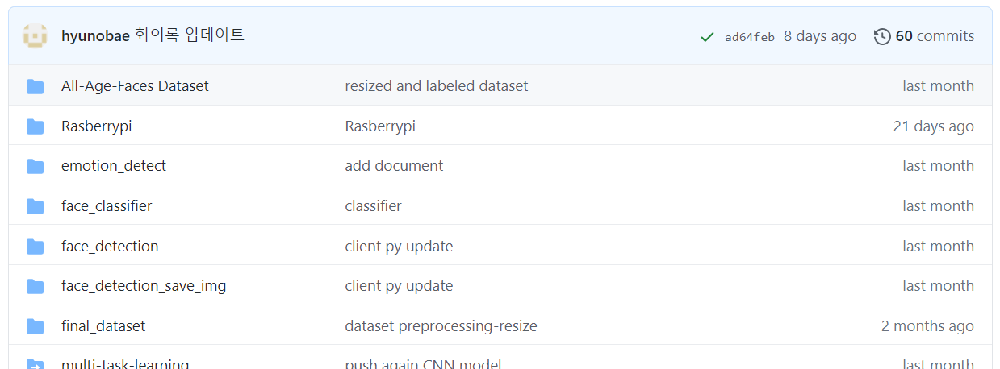 hyunobae 회의록 업데이트 ad64feb 8 days ago 60 commits
All-Age-Faces Dataset resized and labeled dataset last month
Rasberrypi Rasberrypi 21 days ago
emotion_detect add document last month
face_classifier classifier last month
face_detection client py update last month
face_detection_save_img client py update last month
final_dataset dataset preprocessing-resize 2 months ago
multi-task-learning push again CNN model last month